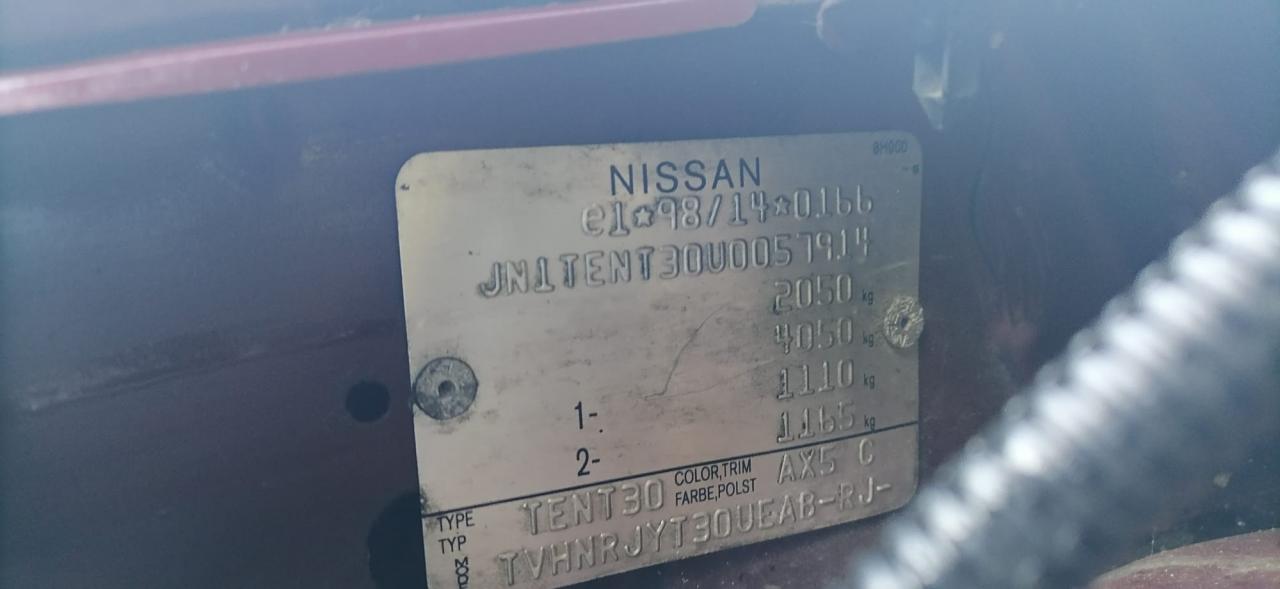 NISSAN
e1*98/14*0166
JN1TENT30U0057914
2050 kg
4050 kg
1- 1110 kg
2- 1165 kg
COLOR,TRIM AX5 C
FARBE,POLST
TYPE TENT30
TYP
TVHNRJYT30UEAB-RJ-